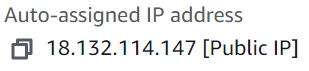 Auto-assigned IP address
18.132.114.147 [Public IP]